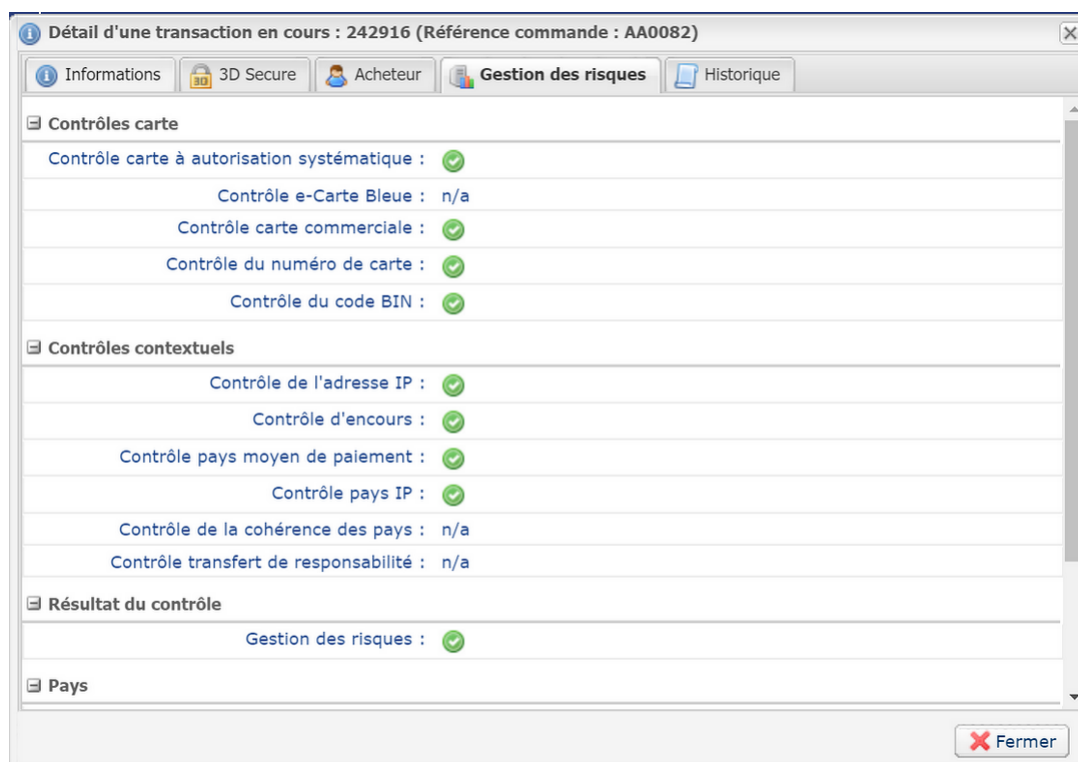 Détail d'une transaction en cours : 242916 (Référence commande : AA0082)
Informations 3D Secure Acheteur Gestion des risques Historique
Contrôles carte
Contrôle carte à autorisation systématique :
Contrôle e-Carte Bleue : n/a
Contrôle carte commerciale :
Contrôle du numéro de carte :
Contrôle du code BIN :
Contrôles contextuels
Contrôle de l'adresse IP :
Contrôle d'encours :
Contrôle pays moyen de paiement :
Contrôle pays IP :
Contrôle de la cohérence des pays : n/a
Contrôle transfert de responsabilité : n/a
Résultat du contrôle
Gestion des risques :
Pays
Fermer